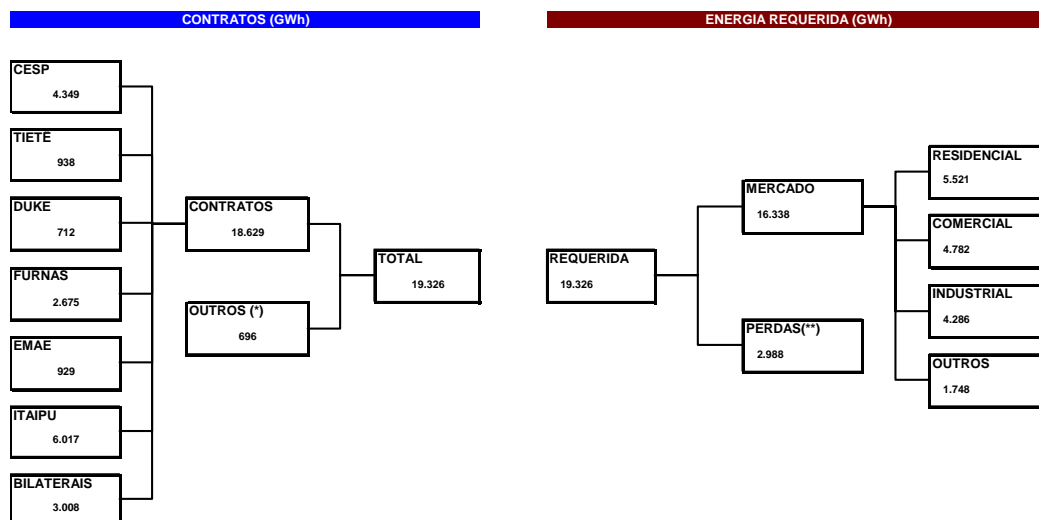 CONTRATOS (GWh)
CESP
4.349
TIETÊ
938
DUKE
712
FURNAS
2.675
EMAE
929
ITAIPU
6.017
BILATERAIS
3.008
CONTRATOS
18.629
OUTROS (*)
696
TOTAL
19.326
ENERGIA REQUERIDA (GWh)
REQUERIDA
19.326
MERCADO
16.338
PERDAS(**)
2.988
RESIDENCIAL
5.521
COMERCIAL
4.782
INDUSTRIAL
4.286
OUTROS
1.748